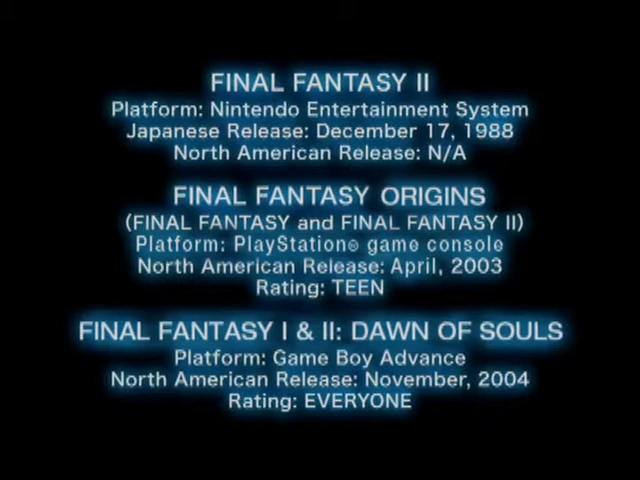 FINAL FANTASY II
Platform: Nintendo Entertainment System
Japanese Release: December 17, 1988
North American Release: N/A
FINAL FANTASY ORIGINS
(FINAL FANTASY and FINAL FANTASY II)
Platform: PlayStation® game console
North American Release: April, 2003
Rating: TEEN
FINAL FANTASY I & II: DAWN OF SOULS
Platform: Game Boy Advance
North American Release: November, 2004
Rating: EVERYONE